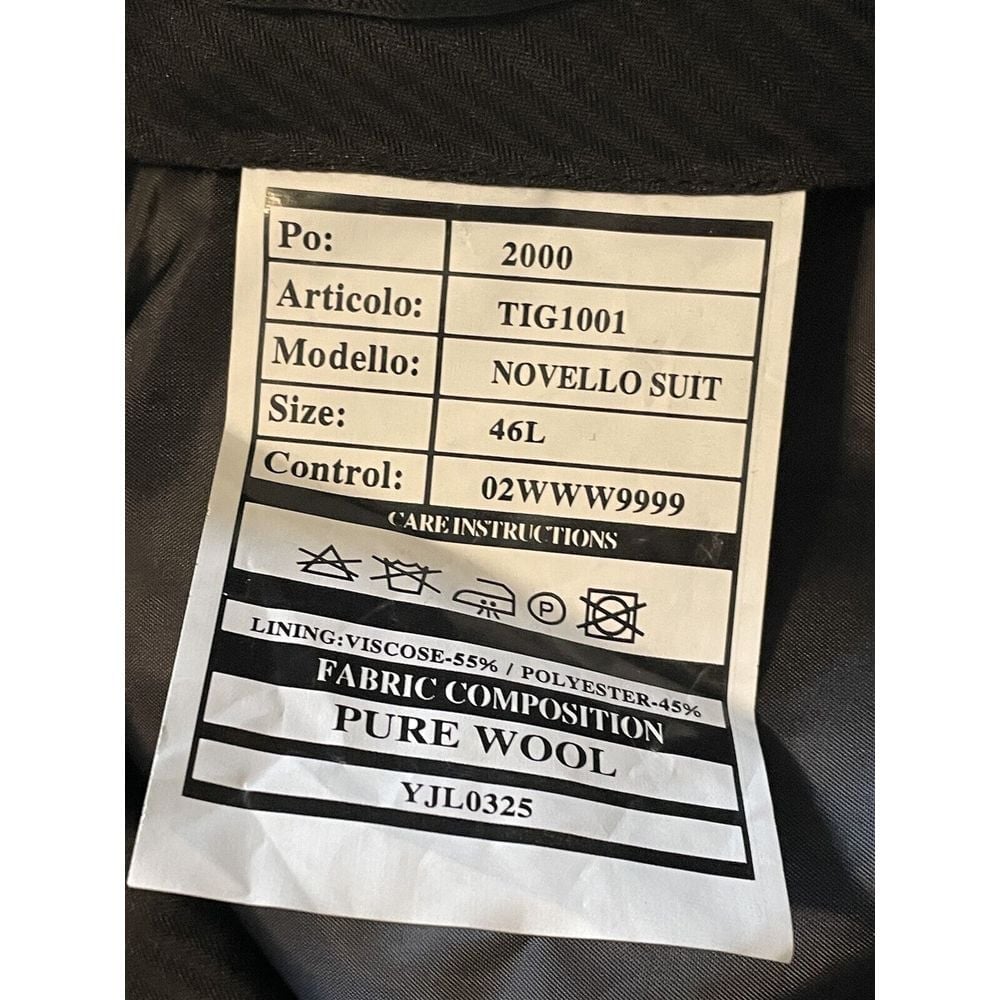 Po: 2000
Articolo: TIG1001
Modello: NOVELLO SUIT
Size: 46L
Control: 02WWW9999
CARE INSTRUCTIONS
P
LINING:VISCOSE-55% / POLYESTER-45%
FABRIC COMPOSITION
PURE WOOL
YJL0325